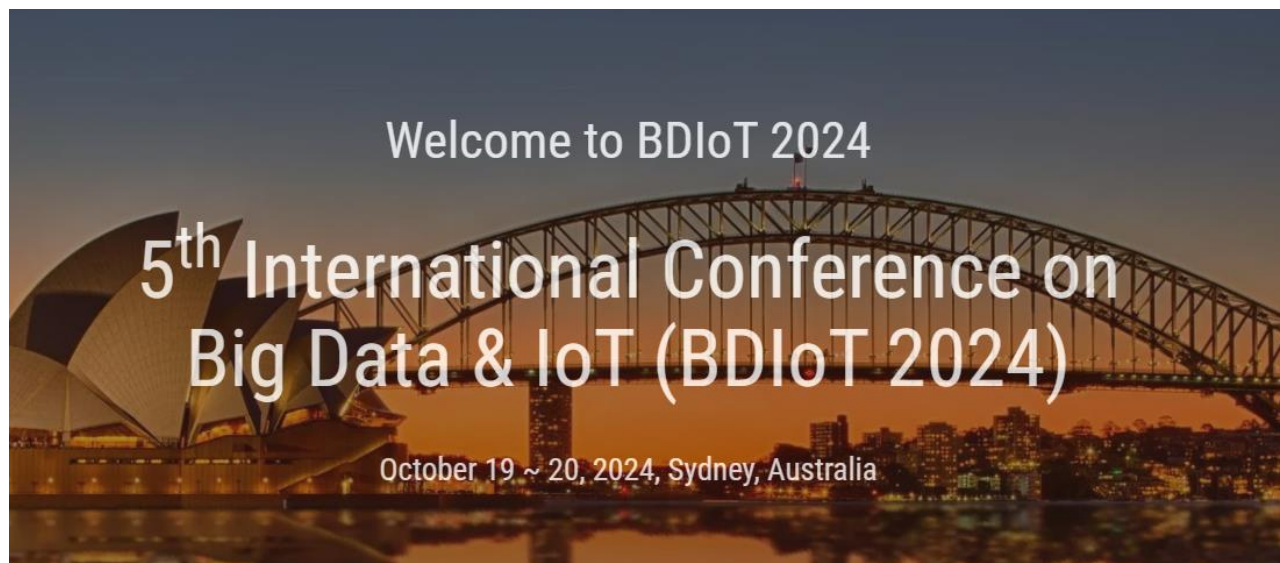 Welcome to BDIoT 2024
5th International Conference on
Big Data & IoT (BDIoT 2024)
October 19 ~ 20, 2024, Sydney, Australia